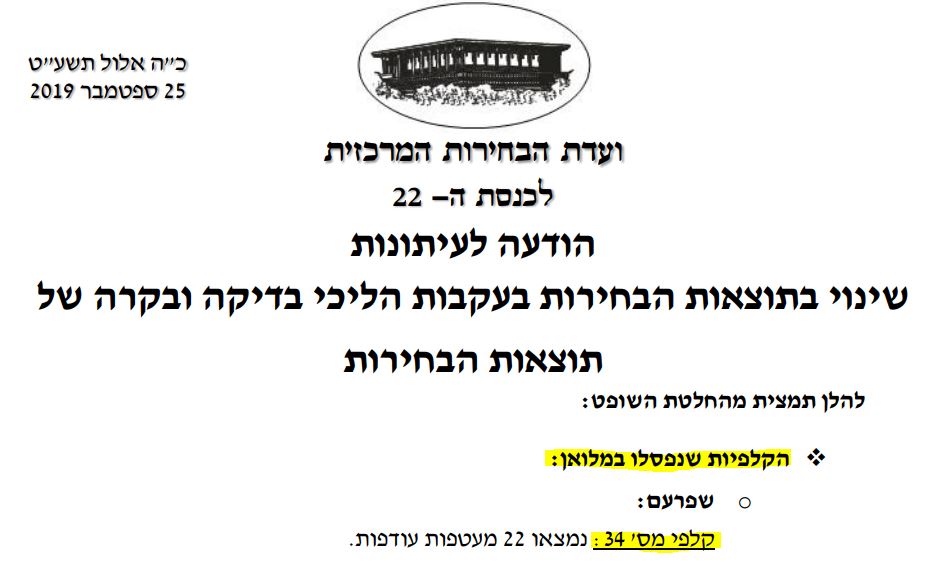 כ״ה אלול תשע״ט
25 ספטמבר 2019
ועדת הבחירות המרכזית
לכנסת ה– 22
הודעה לעיתונות
שינוי בתוצאות הבחירות בעקבות הליכי בדיקה ובקרה של
תוצאות הבחירות
להלן תמצית מהחלטת השופט:
❖ הקלפיות שנפסלו במלואן:
o שפרעם:
קלפי מס׳ 34 : נמצאו 22 מעטפות עודפות.